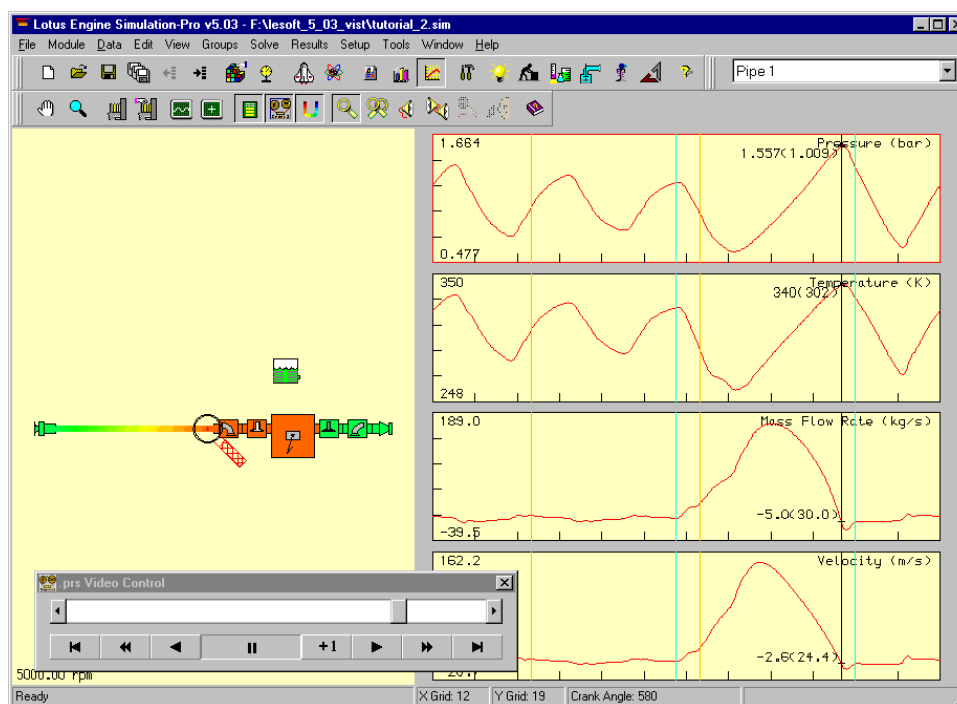 Lotus Engine Simulation-Pro v5.03 - F:\lesoft_5_03_vist\tutorial_2.sim
File Module Data Edit View Groups Solve Results Setup Tools Window Help
Pipe 1
1.664 Pressure (bar)
1.557(1.009)
0.477
350 Temperature (K)
340(302)
248
189.0 Mass Flow Rate (kg/s)
-5.0(30.0)
-39.5
162.2 Velocity (m/s)
-2.6(24.4)
.prs Video Control
+1
5000.00 rpm
Ready X Grid: 12 Y Grid: 19 Crank Angle: 580